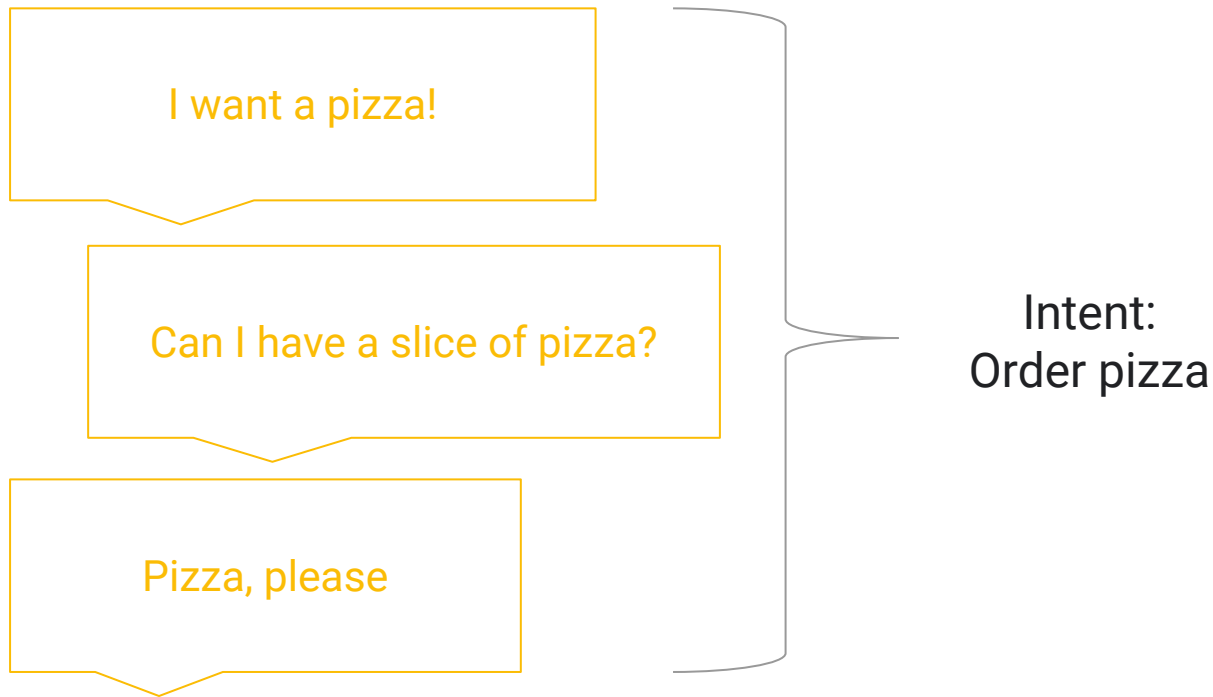 I want a pizza!
Can I have a slice of pizza?
Pizza, please
Intent:
Order pizza